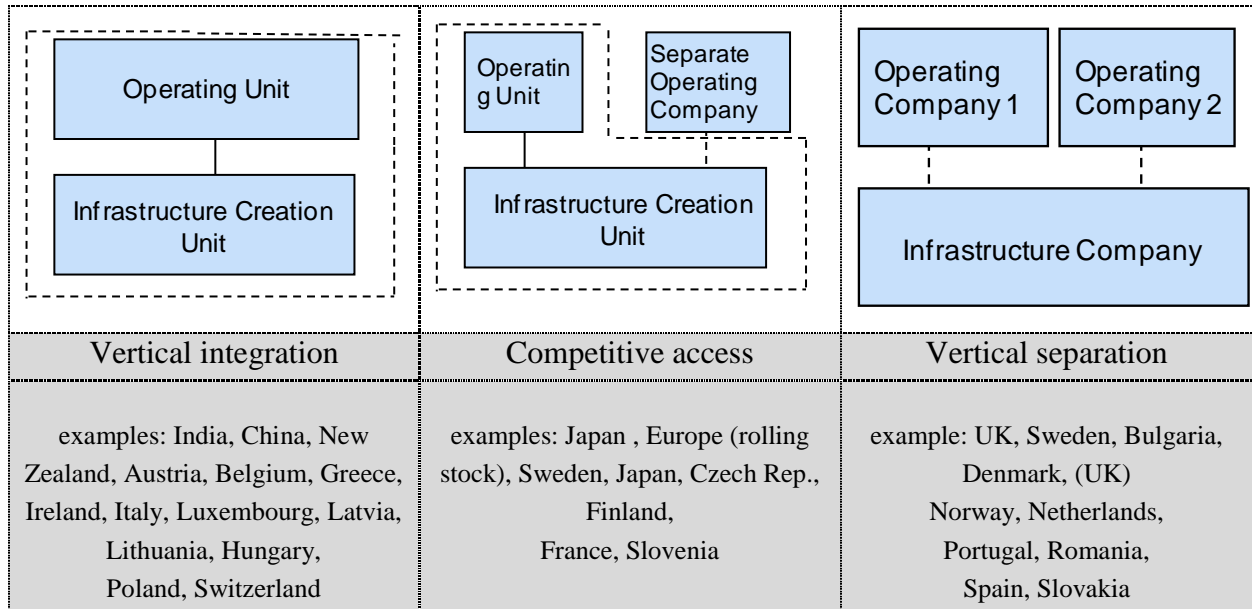 Operating Unit
Infrastructure Creation
Unit
Operatin
g Unit
Separate
Operating
Company
Infrastructure Creation
Unit
Operating
Company 1
Operating
Company 2
Infrastructure Company
Vertical integration
Competitive access
Vertical separation
examples: India, China, New
Zealand, Austria, Belgium, Greece,
Ireland, Italy, Luxembourg, Latvia,
Lithuania, Hungary,
Poland, Switzerland
examples: Japan , Europe (rolling
stock), Sweden, Japan, Czech Rep.,
Finland,
France, Slovenia
example: UK, Sweden, Bulgaria,
Denmark, (UK)
Norway, Netherlands,
Portugal, Romania,
Spain, Slovakia